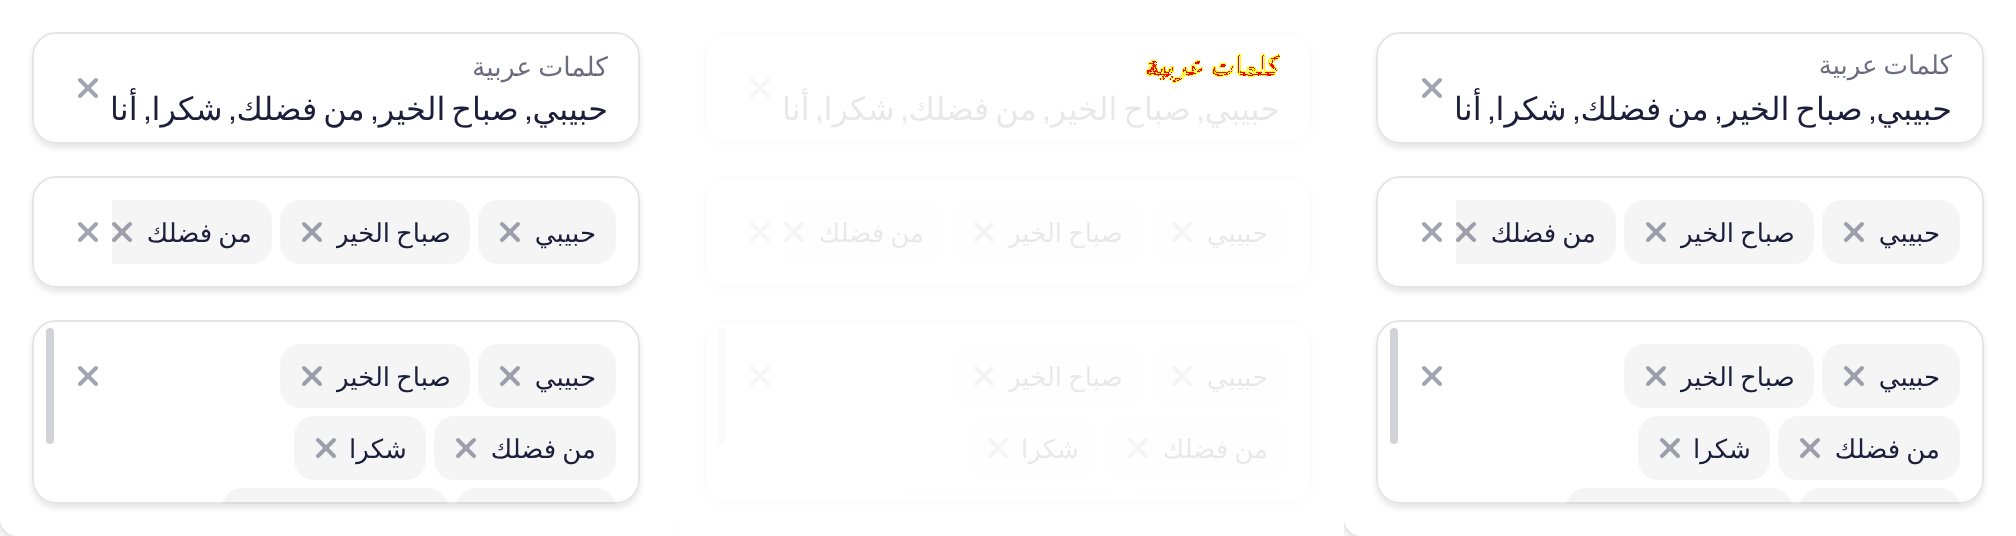 كلمات عربية
حبيبي, صباح الخير, من فضلك, شكرا, أنا
حبيبي صباح الخير من فضلك
حبيبي صباح الخير
من فضلك شكرا
كلمات عربية
حبيبي, صباح الخير, من فضلك, شكرا, أنا
حبيبي صباح الخير من فضلك
حبيبي صباح الخير
من فضلك شكرا
كلمات عربية
حبيبي, صباح الخير, من فضلك, شكرا, أنا
حبيبي صباح الخير من فضلك
حبيبي صباح الخير
من فضلك شكرا